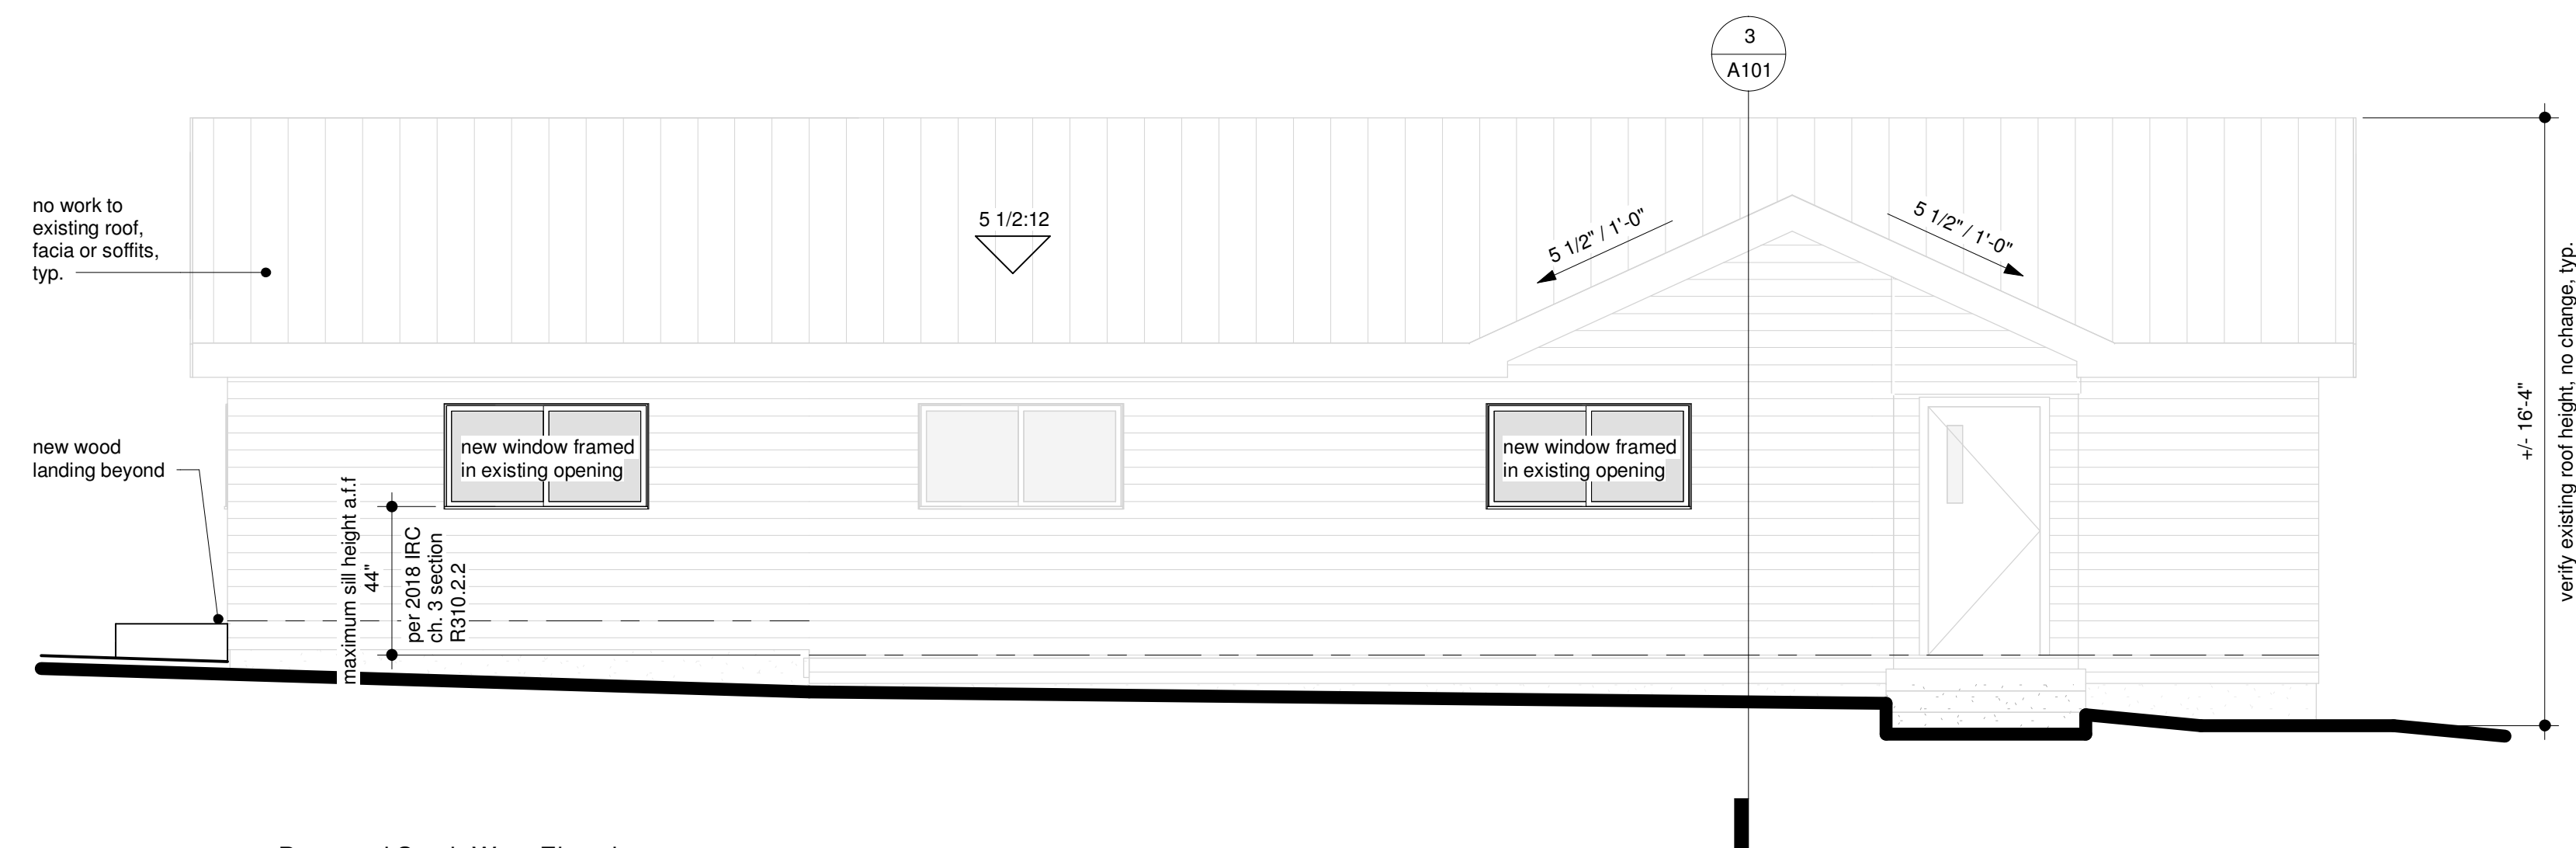 3
A101
no work to
existing roof,
facia or soffits,
typ.
5 1/2:12
5 1/2" / 1'-0"
5 1/2" / 1'-0"
new wood
landing beyond
new window framed
in existing opening
new window framed
in existing opening
maximum sill height a.f.f
44"
per 2018 IRC
ch. 3 section
R310.2.2
+/- 16'-4"
verify existing roof height, no change, typ.